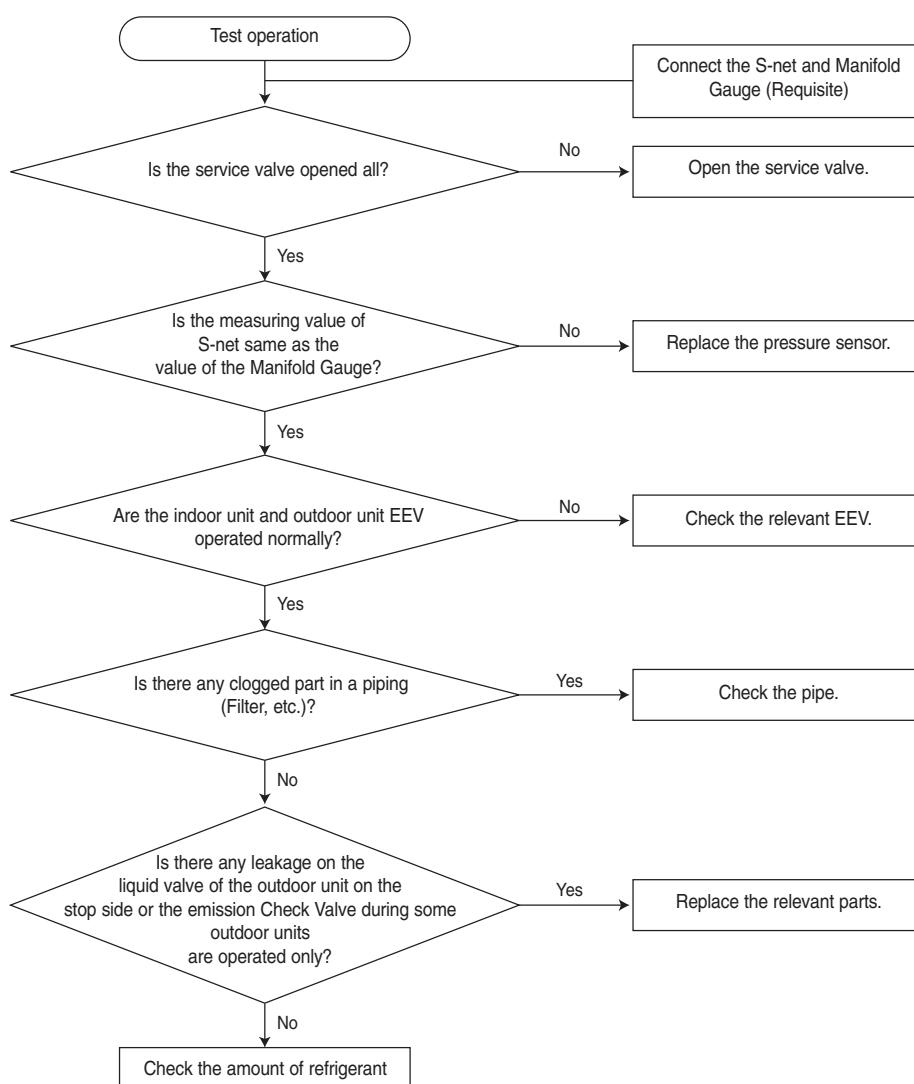 Test operation
Connect the S-net and Manifold
Gauge (Requisite)
Is the service valve opened all?
No
Open the service valve.
Yes
Is the measuring value of
S-net same as the
value of the Manifold Gauge?
No
Replace the pressure sensor.
Yes
Are the indoor unit and outdoor unit EEV
operated normally?
No
Check the relevant EEV.
Yes
Is there any clogged part in a piping
(Filter, etc.)?
Yes
Check the pipe.
No
Is there any leakage on the
liquid valve of the outdoor unit on the
stop side or the emission Check Valve during some
outdoor units
are operated only?
Yes
Replace the relevant parts.
No
Check the amount of refrigerant